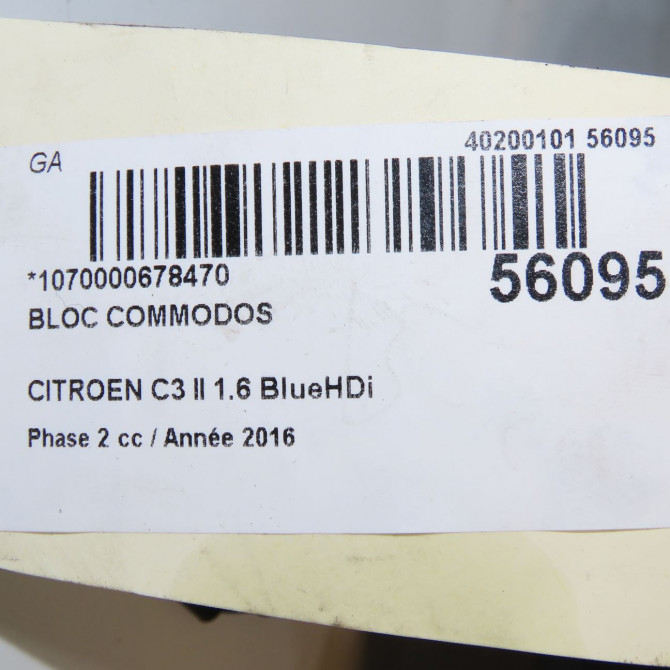 GA
40200101 56095
*1070000678470
56095
BLOC COMMODOS
CITROEN C3 II 1.6 BlueHDi
Phase 2 cc / Année 2016